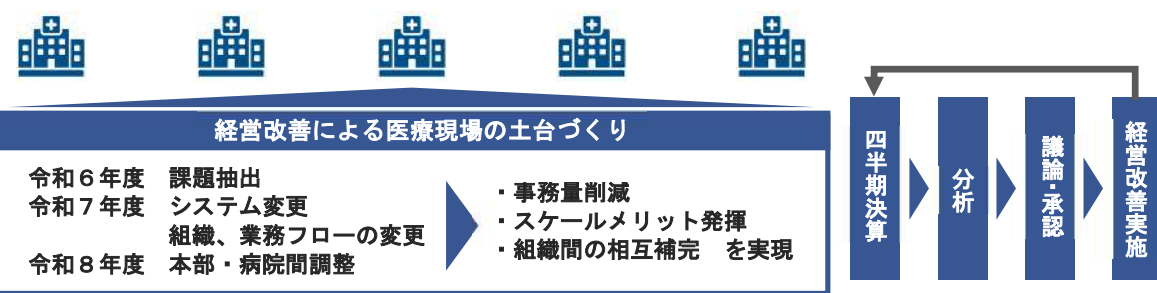 経営改善による医療現場の土台づくり
令和６年度　課題抽出
令和７年度　システム変更
組織、業務フローの変更
令和８年度　本部・病院間調整
・事務量削減
・スケールメリット発揮
・組織間の相互補完　を実現
四半期決算
分析
議論・承認
経営改善実施